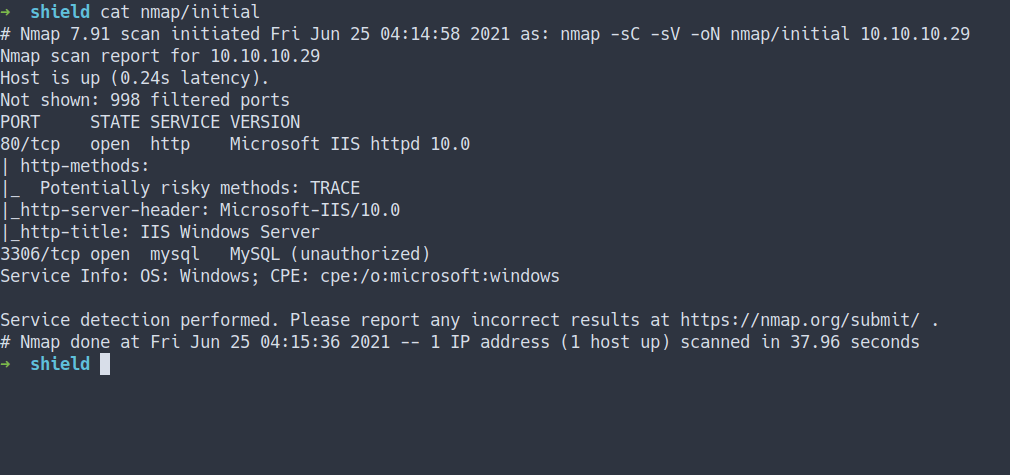 → shield cat nmap/initial
# Nmap 7.91 scan initiated Fri Jun 25 04:14:58 2021 as: nmap -sC -sV -oN nmap/initial 10.10.10.29
Nmap scan report for 10.10.10.29
Host is up (0.24s latency).
Not shown: 998 filtered ports
PORT     STATE SERVICE VERSION
80/tcp   open  http    Microsoft IIS httpd 10.0
| http-methods:
|_  Potentially risky methods: TRACE
|_http-server-header: Microsoft-IIS/10.0
|_http-title: IIS Windows Server
3306/tcp open  mysql   MySQL (unauthorized)
Service Info: OS: Windows; CPE: cpe:/o:microsoft:windows

Service detection performed. Please report any incorrect results at https://nmap.org/submit/ .
# Nmap done at Fri Jun 25 04:15:36 2021 -- 1 IP address (1 host up) scanned in 37.96 seconds
→ shield